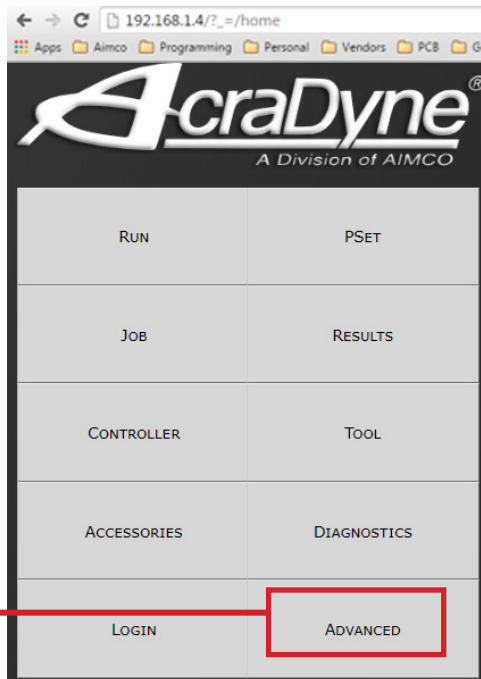 192.168.1.4/?_=/home
Apps Aimco Programming Personal Vendors PCB G
AcraDyne®
A Division of AIMCO
RUN PSET
JOB RESULTS
CONTROLLER TOOL
ACCESSORIES DIAGNOSTICS
LOGIN ADVANCED